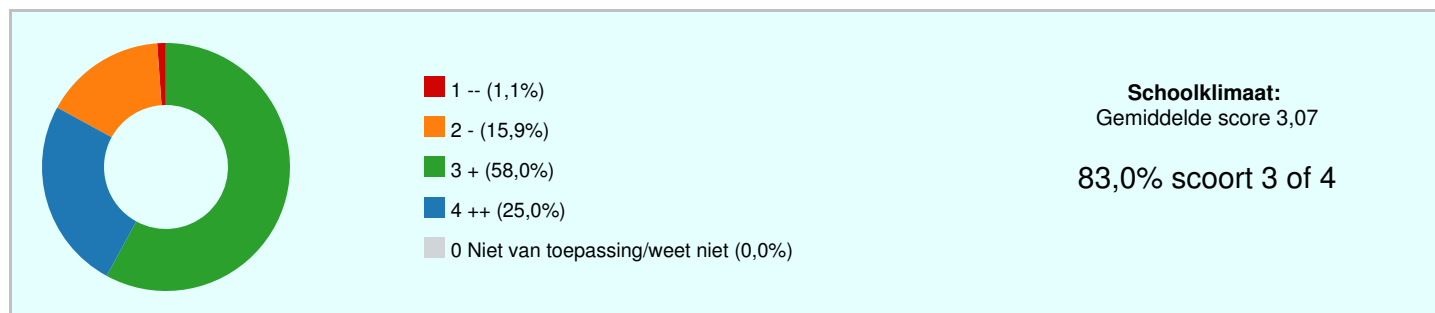 1 -- (1,1%)
2 - (15,9%)
3 + (58,0%)
4 ++ (25,0%)
0 Niet van toepassing/weet niet (0,0%)
Schoolklimaat:
Gemiddelde score 3,07
83,0% scoort 3 of 4